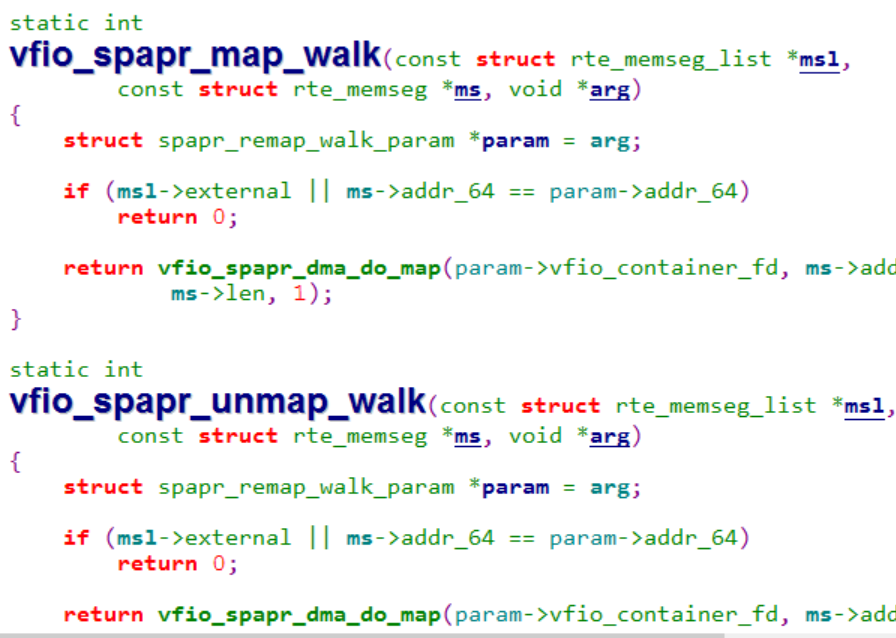 static int
vfio_spapr_map_walk(const struct rte_memseg_list *msl,
        const struct rte_memseg *ms, void *arg)
{
    struct spapr_remap_walk_param *param = arg;

    if (msl->external || ms->addr_64 == param->addr_64)
        return 0;

    return vfio_spapr_dma_do_map(param->vfio_container_fd, ms->add
            ms->len, 1);
}

static int
vfio_spapr_unmap_walk(const struct rte_memseg_list *msl,
        const struct rte_memseg *ms, void *arg)
{
    struct spapr_remap_walk_param *param = arg;

    if (msl->external || ms->addr_64 == param->addr_64)
        return 0;

    return vfio_spapr_dma_do_map(param->vfio_container_fd, ms->add